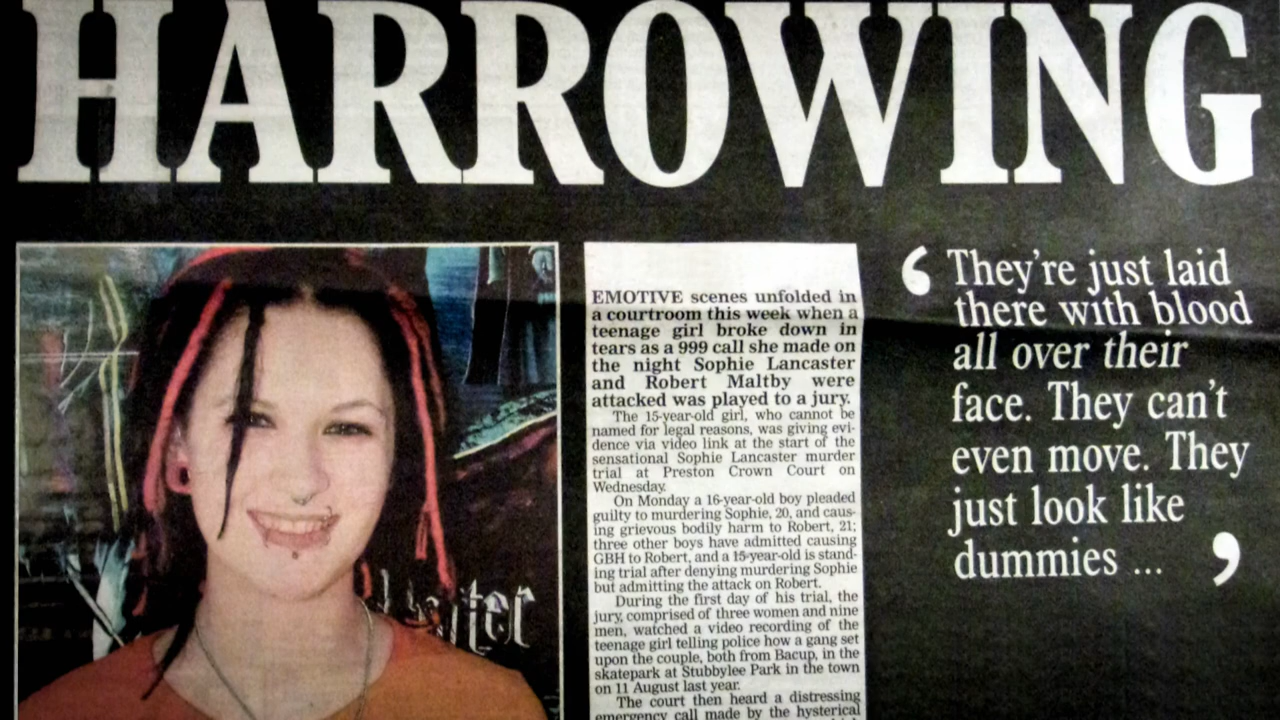 HARROWING
EMOTIVE scenes unfolded in
a courtroom this week when a
teenage girl broke down in
tears as a 999 call she made on
the night Sophie Lancaster
and Robert Maltby were
attacked was played to a jury.
The 15-year-old girl, who cannot be
named for legal reasons, was giving evi-
dence via video link at the start of the
sensational Sophie Lancaster murder
trial at Preston Crown Court on
Wednesday.
On Monday a 16-year-old boy pleaded
guilty to murdering Sophie, 20, and caus-
ing grievous bodily harm to Robert, 21;
three other boys have admitted causing
GBH to Robert, and a 15-year-old is stand-
ing trial after denying murdering Sophie
but admitting the attack on Robert.
During the first day of his trial, the
jury, comprised of three women and nine
men, watched a video recording of the
teenage girl telling police how a gang set
upon the couple, both from Bacup, in the
skatepark at Stubbylee Park in the town
on 11 August last year.
The court then heard a distressing
emergency call made by the hysterical
‘They're just laid
there with blood
all over their
face. They can't
even move. They
just look like
dummies ... ’